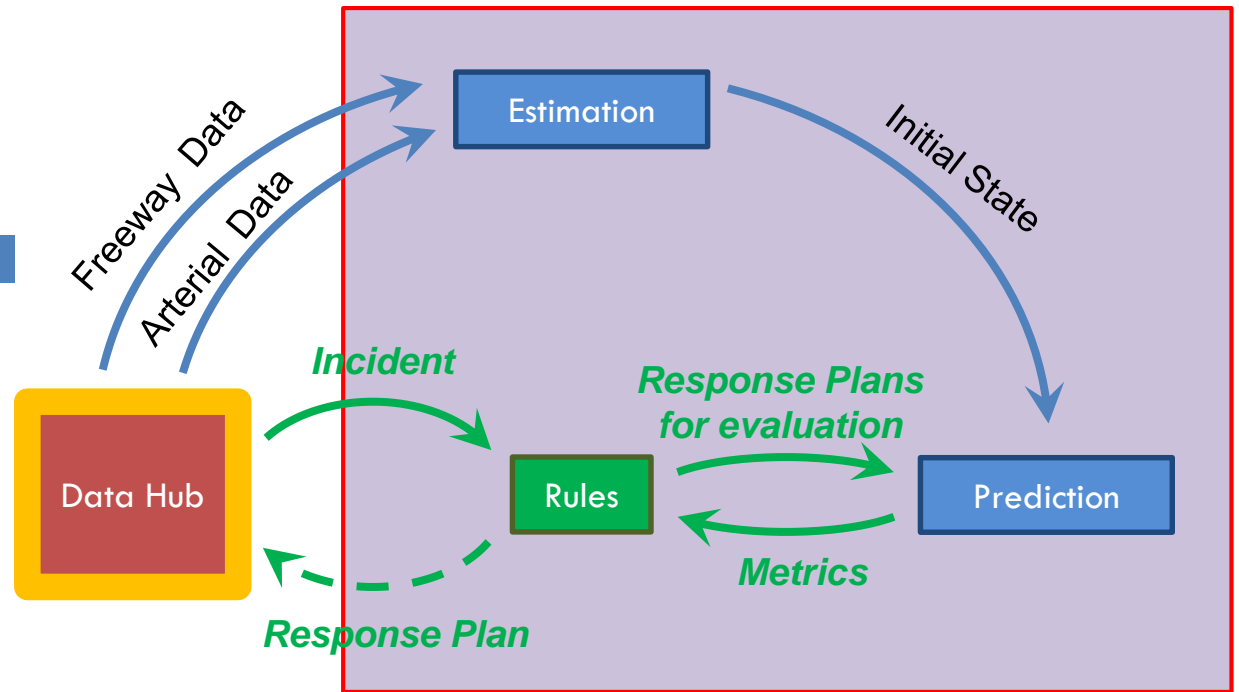 Estimation
Freeway Data
Arterial Data
Initial State
Incident
Response Plans
for evaluation
Data Hub
Rules
Prediction
Metrics
Response Plan